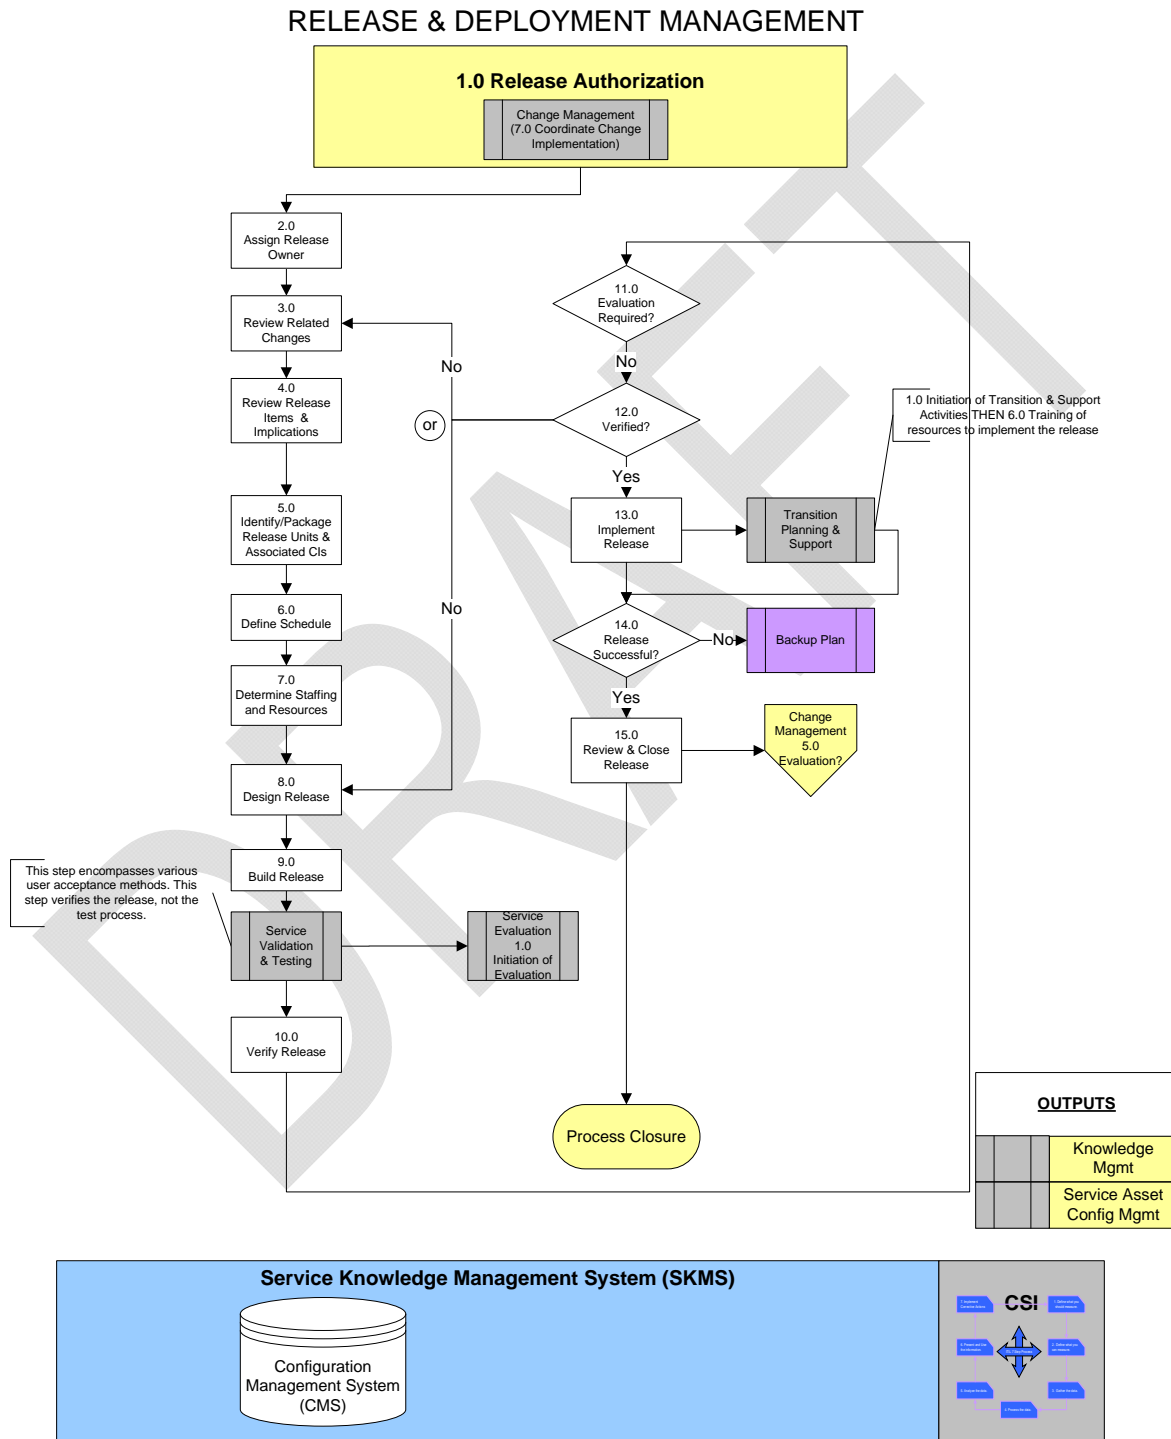 RELEASE & DEPLOYMENT MANAGEMENT
1.0 Release Authorization
Change Management
(7.0 Coordinate Change
Implementation)
2.0
Assign Release
Owner
3.0
Review Related
Changes
4.0
Review Release
Items &
Implications
5.0
Identify/Package
Release Units &
Associated CIs
6.0
Define Schedule
7.0
Determine Staffing
and Resources
8.0
Design Release
9.0
Build Release
This step encompasses various
user acceptance methods. This
step verifies the release, not the
test process.
Service
Validation
& Testing
Service
Evaluation
1.0
Initiation of
Evaluation
10.0
Verify Release
11.0
Evaluation
Required?
No
12.0
Verified?
No
or
No
Yes
13.0
Implement
Release
Transition
Planning &
Support
1.0 Initiation of Transition & Support
Activities THEN 6.0 Training of
resources to implement the release
14.0
Release
Successful?
No
Backup Plan
Yes
15.0
Review & Close
Release
Change
Management
5.0
Evaluation?
Process Closure
OUTPUTS
Knowledge
Mgmt
Service Asset
Config Mgmt
Service Knowledge Management System (SKMS)
Configuration
Management System
(CMS)
CSI
DRAFT